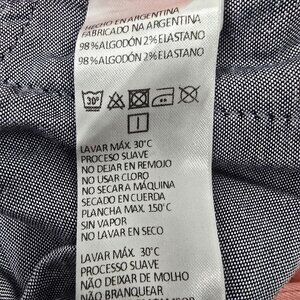 HECHO EN ARGENTINA
FABRICADO NA ARGENTINA
98%ALGODÓN 2%ELASTANO
98%ALGODÃO 2%ELASTANO
30°
LAVAR MÁX. 30°C
PROCESO SUAVE
NO DEJAR EN REMOJO
NO USAR CLORO
NO SECAR A MÁQUINA
SECADO EN CUERDA
PLANCHA MAX. 150°C
SIN VAPOR
NO LAVAR EN SECO
LAVAR MÁX. 30°C
PROCESSO SUAVE
NÃO DEIXAR DE MOLHO
NÃO BRANQUEAR